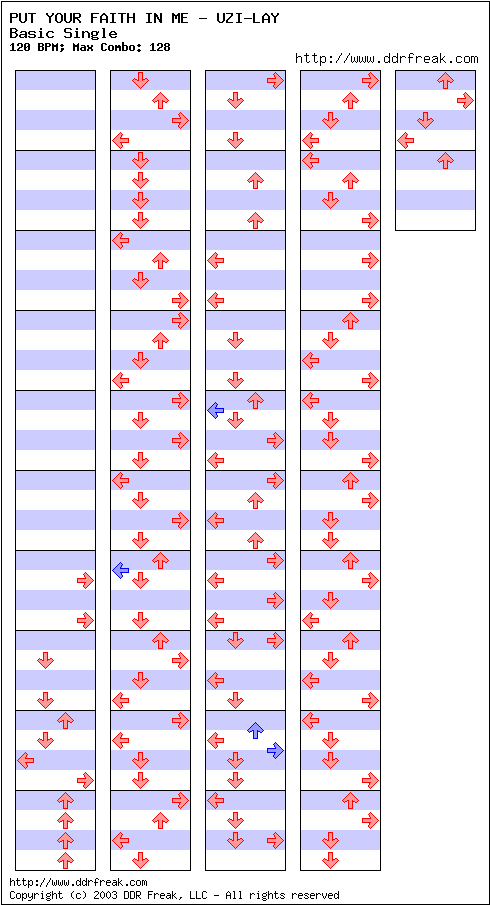 PUT YOUR FAITH IN ME - UZI-LAY
Basic Single
120 BPM; Max Combo: 128
http://www.ddrfreak.com
http://www.ddrfreak.com
Copyright (c) 2003 DDR Freak, LLC - All rights reserved